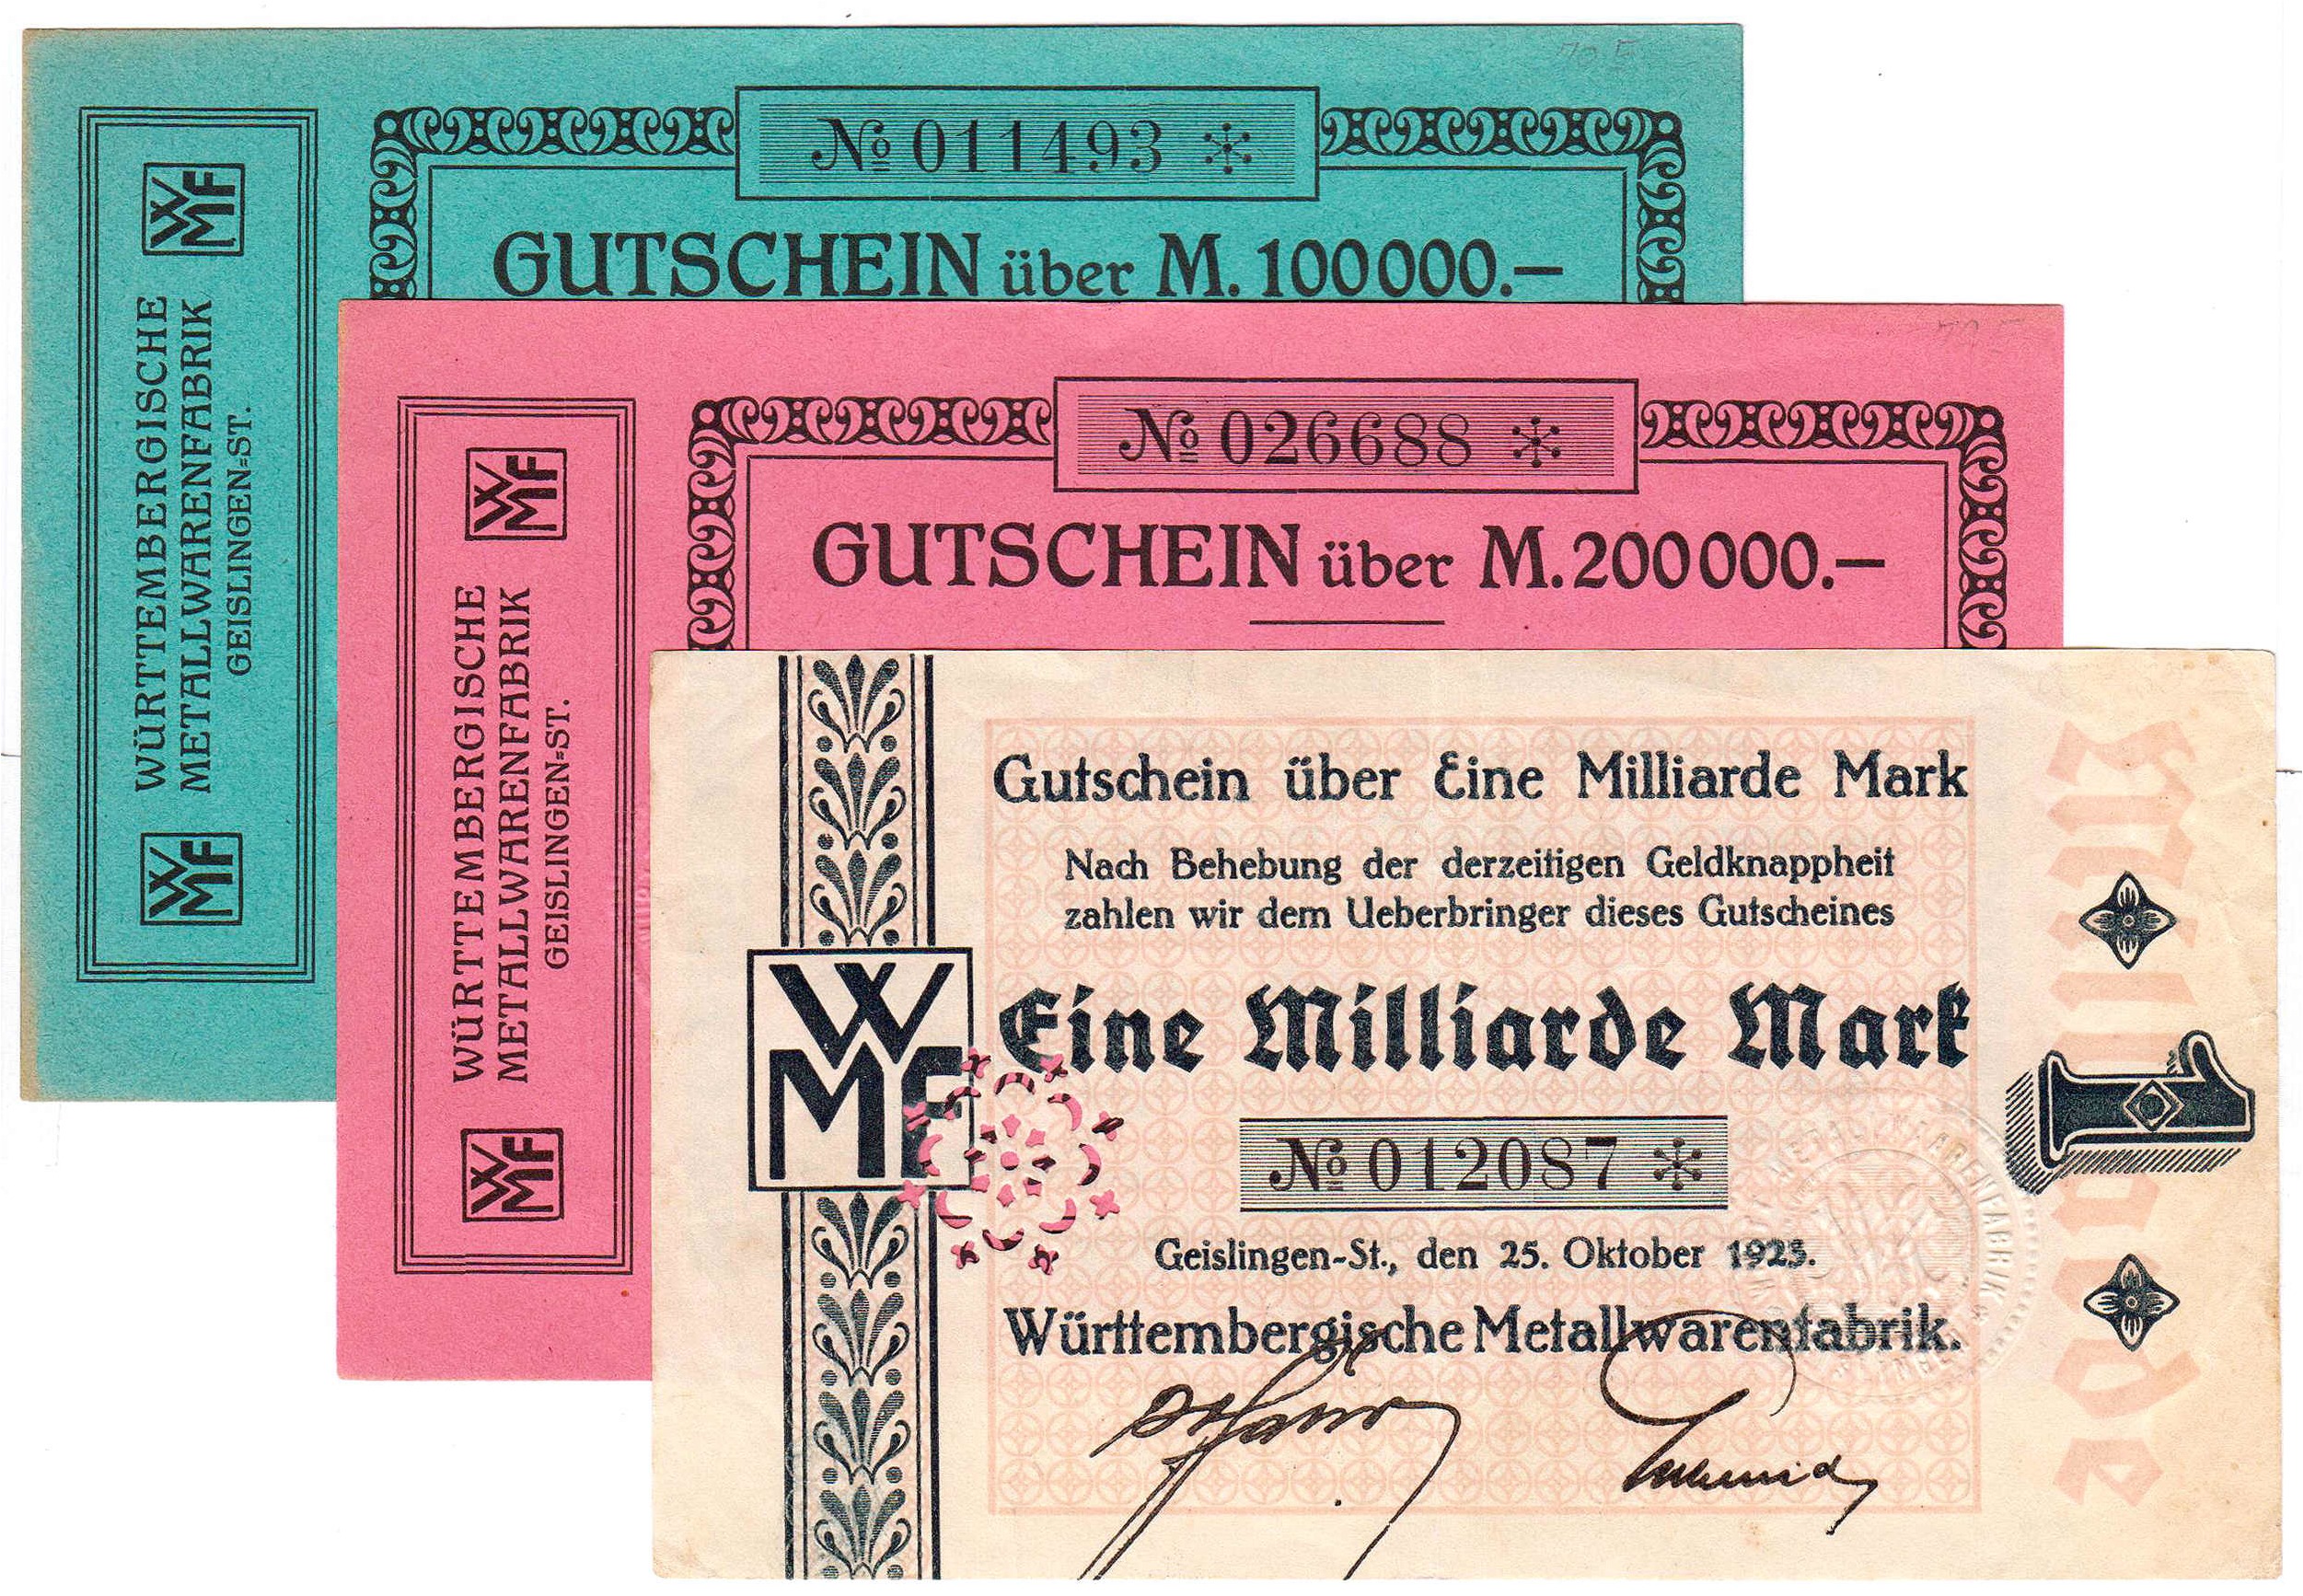 № 011493 *
GUTSCHEIN über M. 100000.–
WMF
WÜRTTEMBERGISCHE
METALLWARENFABRIK
GEISLINGEN=ST.
WMF
№ 026688 *
GUTSCHEIN über M. 200000.–
WMF
WÜRTTEMBERGISCHE
METALLWARENFABRIK
GEISLINGEN=ST.
WMF
Gutschein über Eine Milliarde Mark
Nach Behebung der derzeitigen Geldknappheit
zahlen wir dem Ueberbringer dieses Gutscheines
Eine Milliarde Mark
WMF
№ 012087 *
Geislingen-St., den 25. Oktober 1923.
Württembergische Metallwarenfabrik.
1